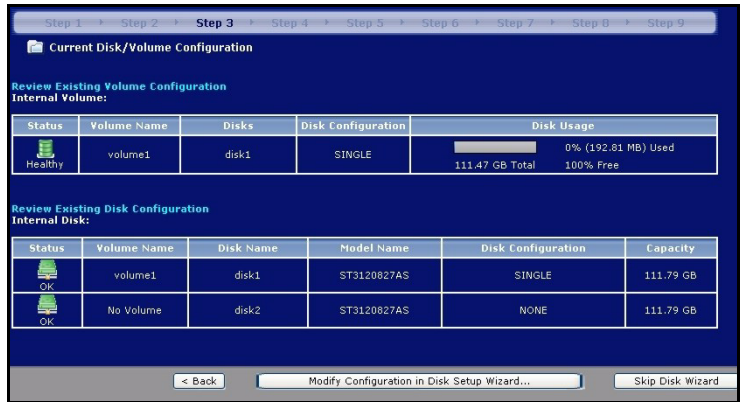 Step 1 Step 2 Step 3 Step 4 Step 5 Step 6 Step 7 Step 8 Step 9
Current Disk/Volume Configuration
Review Existing Volume Configuration
Internal Volume:
Status Volume Name Disks Disk Configuration Disk Usage
Healthy volume1 disk1 SINGLE 111.47 GB Total 0% (192.81 MB) Used
100% Free
Review Existing Disk Configuration
Internal Disk:
Status Volume Name Disk Name Model Name Disk Configuration Capacity
OK volume1 disk1 ST3120827AS SINGLE 111.79 GB
OK No Volume disk2 ST3120827AS NONE 111.79 GB
< Back Modify Configuration in Disk Setup Wizard... Skip Disk Wizard